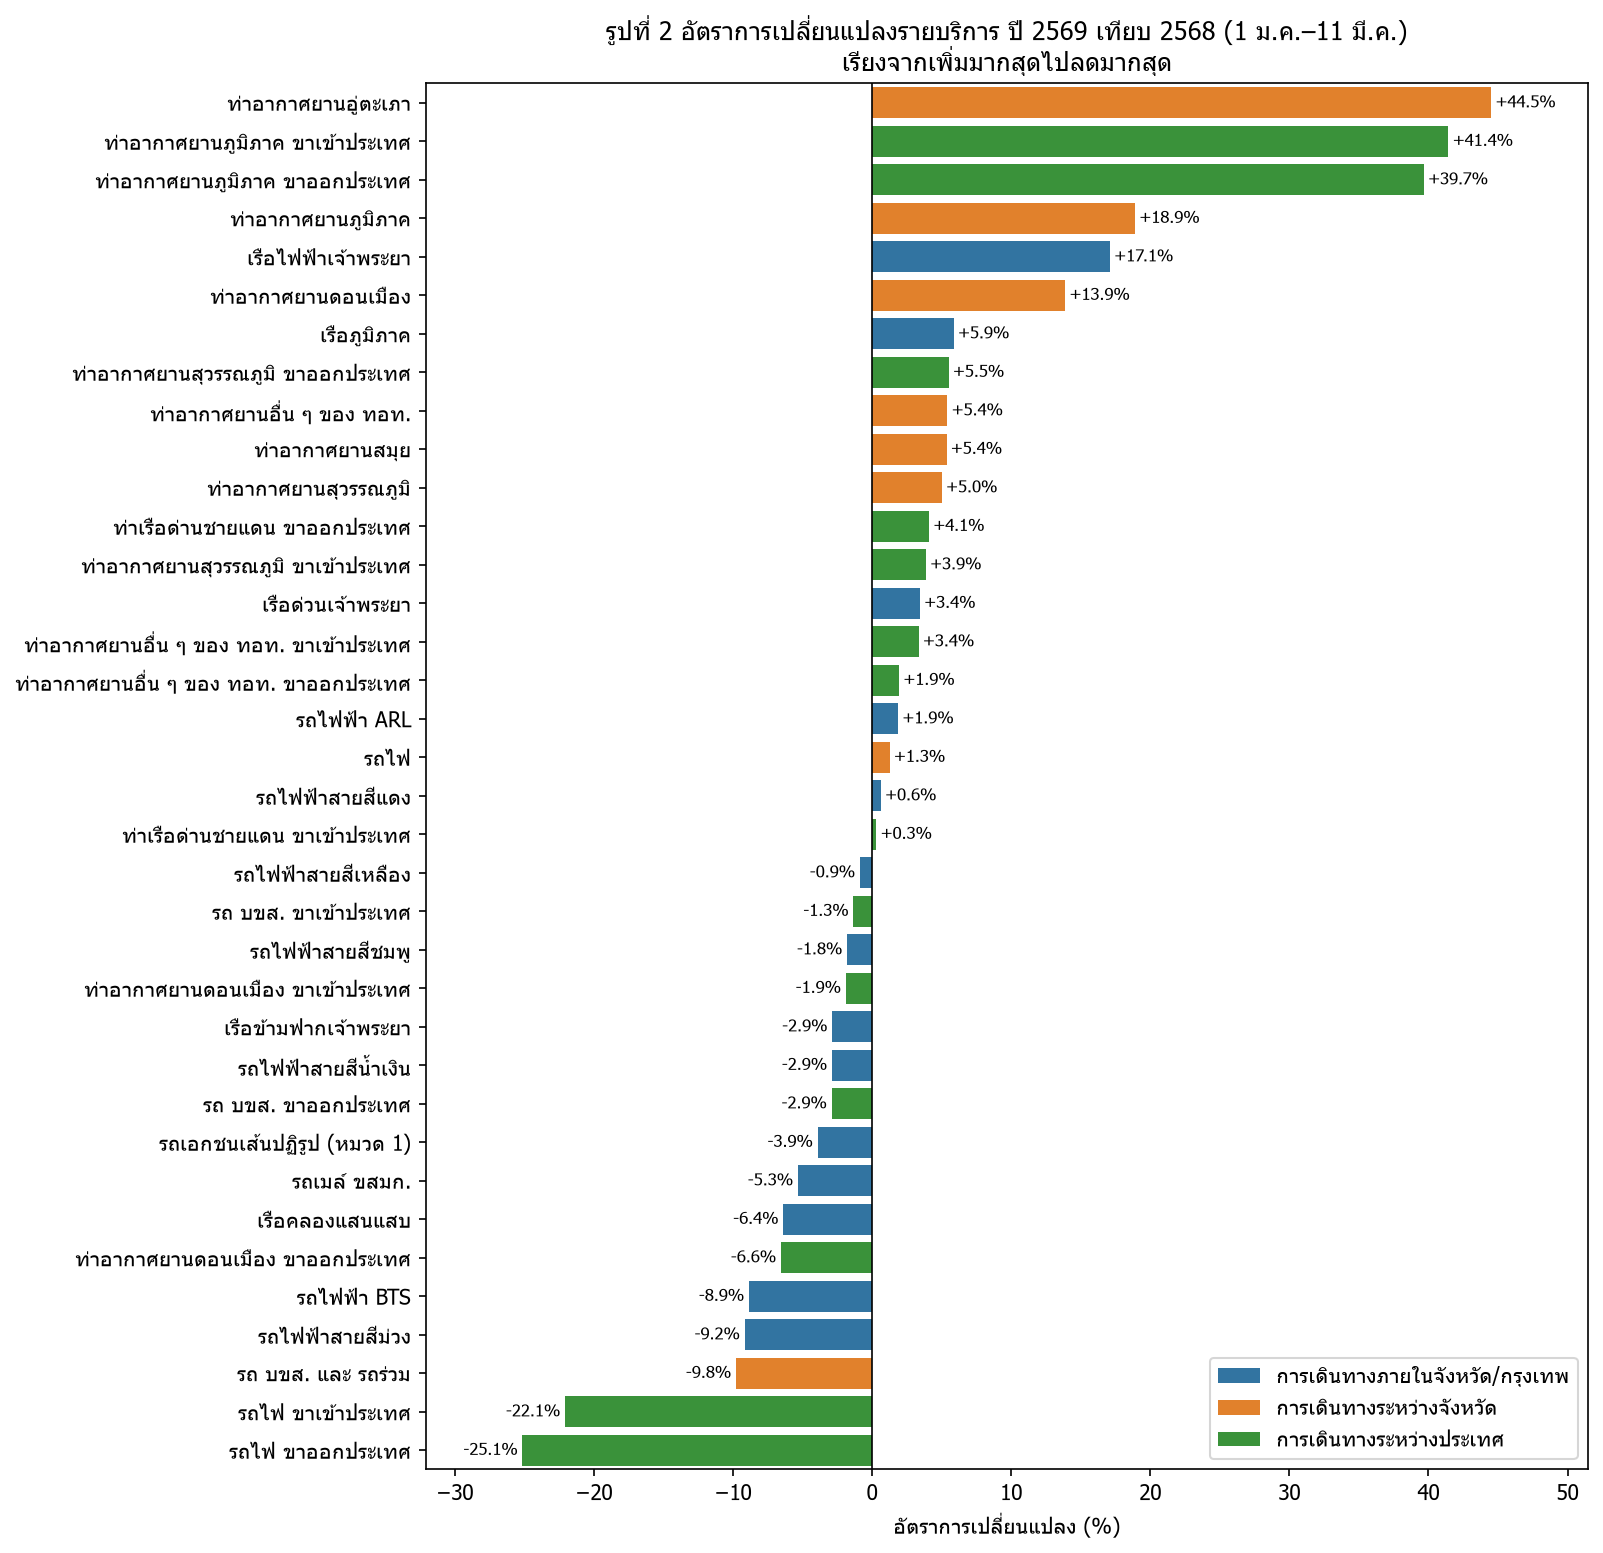 รูปที่ 2 อัตราการเปลี่ยนแปลงรายบริการ ปี 2569 เทียบ 2568 (1 ม.ค.–11 มี.ค.)
เรียงจากเพิ่มมากสุดไปลดมากสุด
ท่าอากาศยานอู่ตะเภา +44.5%
ท่าอากาศยานภูมิภาค ขาเข้าประเทศ +41.4%
ท่าอากาศยานภูมิภาค ขาออกประเทศ +39.7%
ท่าอากาศยานภูมิภาค +18.9%
เรือไฟฟ้าเจ้าพระยา +17.1%
ท่าอากาศยานดอนเมือง +13.9%
เรือภูมิภาค +5.9%
ท่าอากาศยานสุวรรณภูมิ ขาออกประเทศ +5.5%
ท่าอากาศยานอื่น ๆ ของ ทอท. +5.4%
ท่าอากาศยานสมุย +5.4%
ท่าอากาศยานสุวรรณภูมิ +5.0%
ท่าเรือด่านชายแดน ขาออกประเทศ +4.1%
ท่าอากาศยานสุวรรณภูมิ ขาเข้าประเทศ +3.9%
เรือด่วนเจ้าพระยา +3.4%
ท่าอากาศยานอื่น ๆ ของ ทอท. ขาเข้าประเทศ +3.4%
ท่าอากาศยานอื่น ๆ ของ ทอท. ขาออกประเทศ +1.9%
รถไฟฟ้า ARL +1.9%
รถไฟ +1.3%
รถไฟฟ้าสายสีแดง +0.6%
ท่าเรือด่านชายแดน ขาเข้าประเทศ +0.3%
รถไฟฟ้าสายสีเหลือง -0.9%
รถ บขส. ขาเข้าประเทศ -1.3%
รถไฟฟ้าสายสีชมพู -1.8%
ท่าอากาศยานดอนเมือง ขาเข้าประเทศ -1.9%
เรือข้ามฟากเจ้าพระยา -2.9%
รถไฟฟ้าสายสีน้ำเงิน -2.9%
รถ บขส. ขาออกประเทศ -2.9%
รถเอกชนเส้นปฏิรูป (หมวด 1) -3.9%
รถเมล์ ขสมก. -5.3%
เรือคลองแสนแสบ -6.4%
ท่าอากาศยานดอนเมือง ขาออกประเทศ -6.6%
รถไฟฟ้า BTS -8.9%
รถไฟฟ้าสายสีม่วง -9.2%
รถ บขส. และ รถร่วม -9.8%
รถไฟ ขาเข้าประเทศ -22.1%
รถไฟ ขาออกประเทศ -25.1%
การเดินทางภายในจังหวัด/กรุงเทพ
การเดินทางระหว่างจังหวัด
การเดินทางระหว่างประเทศ
−30 −20 −10 0 10 20 30 40 50
อัตราการเปลี่ยนแปลง (%)